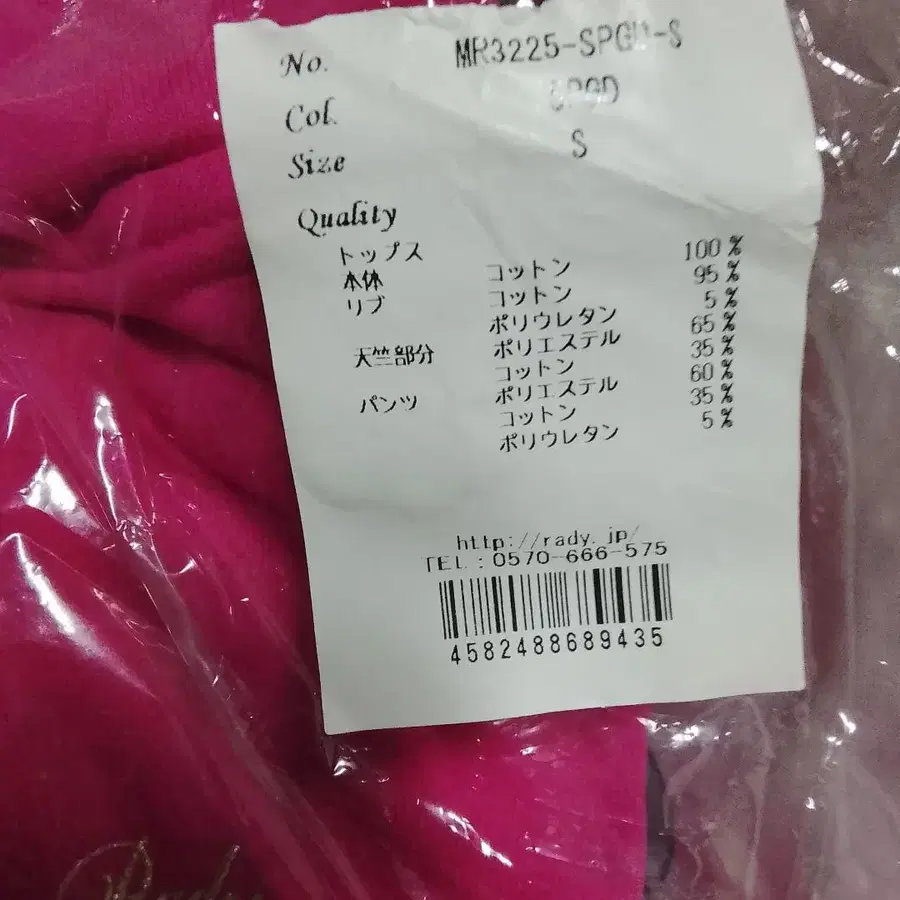 No. MR3225-SPGD-S
Col. SPGD
Size S
Quality
トップス
本体 コットン 100%
リブ コットン 95%
ポリウレタン 5%
天竺部分 ポリエステル 65%
コットン 35%
パンツ ポリエステル 60%
コットン 35%
ポリウレタン 5%
http://rady.jp/
TEL:0570-666-575
4582488689435